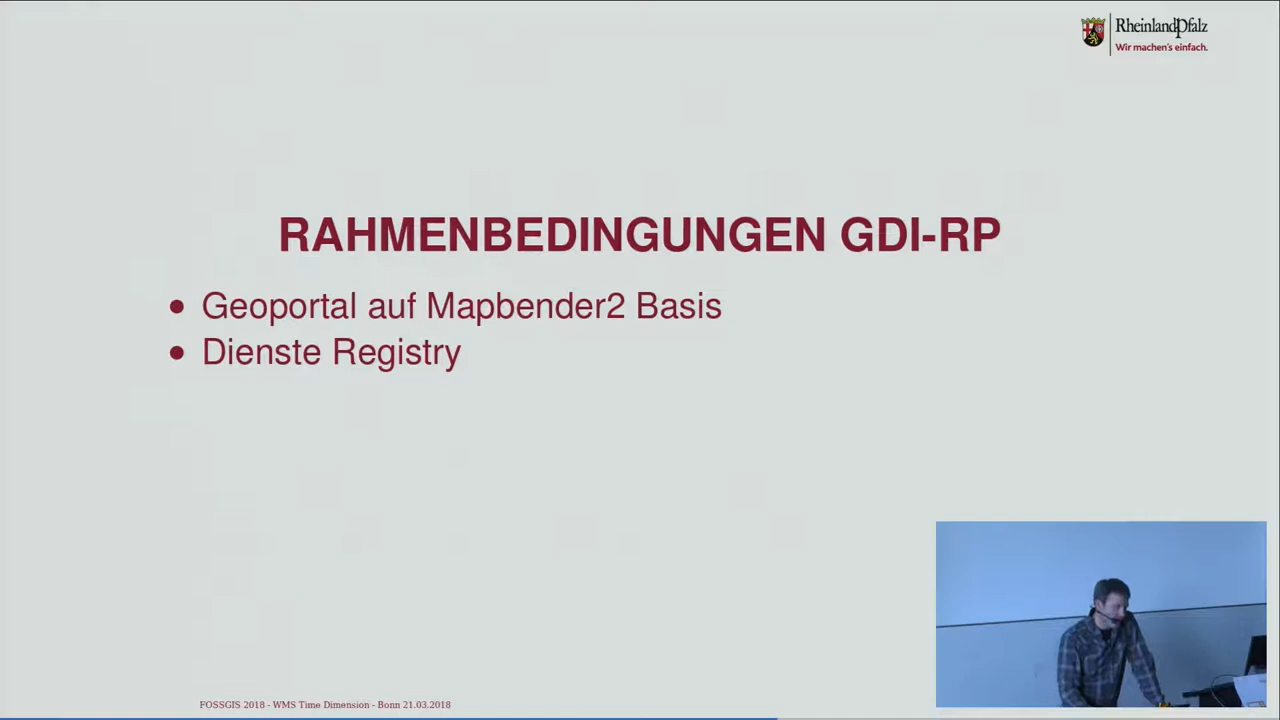 RheinlandPfalz
Wir machen's einfach.
RAHMENBEDINGUNGEN GDI-RP
• Geoportal auf Mapbender2 Basis
• Dienste Registry
FOSSGIS 2018 - WMS Time Dimension - Bonn 21.03.2018